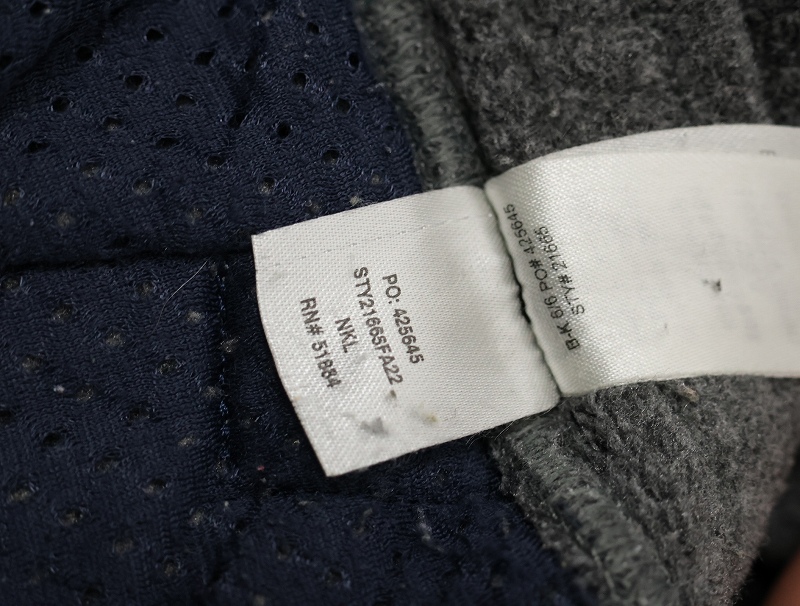 PO: 425645
STY21665FA22 -
NKL
RN# 51884
B-K 6/6 PO# 425645
STY# 21665